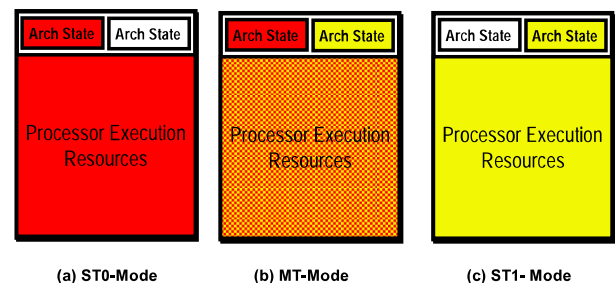 Arch State Arch State
Processor Execution
Resources
(a) ST0-Mode
Arch State Arch State
Processor Execution
Resources
(b) MT-Mode
Arch State Arch State
Processor Execution
Resources
(c) ST1- Mode